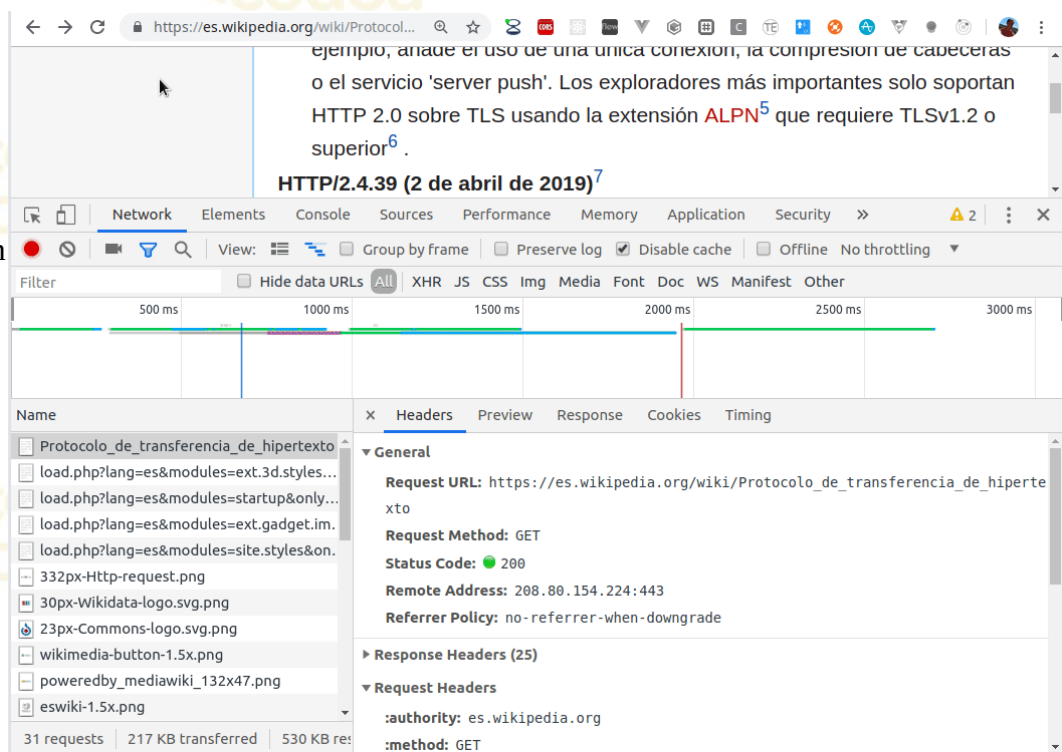 https://es.wikipedia.org/wiki/Protocol...
ejemplo, añade el uso de una única conexión, la compresión de cabeceras
o el servicio 'server push'. Los exploradores más importantes solo soportan
HTTP 2.0 sobre TLS usando la extensión ALPN5 que requiere TLSv1.2 o
superior6 .
HTTP/2.4.39 (2 de abril de 2019)7
Network Elements Console Sources Performance Memory Application Security » 2
View: Group by frame Preserve log Disable cache Offline No throttling
Filter Hide data URLs All XHR JS CSS Img Media Font Doc WS Manifest Other
500 ms 1000 ms 1500 ms 2000 ms 2500 ms 3000 ms
Name
Protocolo_de_transferencia_de_hipertexto
load.php?lang=es&modules=ext.3d.styles...
load.php?lang=es&modules=startup&only...
load.php?lang=es&modules=ext.gadget.im.
load.php?lang=es&modules=site.styles&on.
332px-Http-request.png
30px-Wikidata-logo.svg.png
23px-Commons-logo.svg.png
wikimedia-button-1.5x.png
poweredby_mediawiki_132x47.png
eswiki-1.5x.png
31 requests 217 KB transferred 530 KB res
× Headers Preview Response Cookies Timing
General
Request URL: https://es.wikipedia.org/wiki/Protocolo_de_transferencia_de_hiperte
xto
Request Method: GET
Status Code: 200
Remote Address: 208.80.154.224:443
Referrer Policy: no-referrer-when-downgrade
Response Headers (25)
Request Headers
:authority: es.wikipedia.org
:method: GET